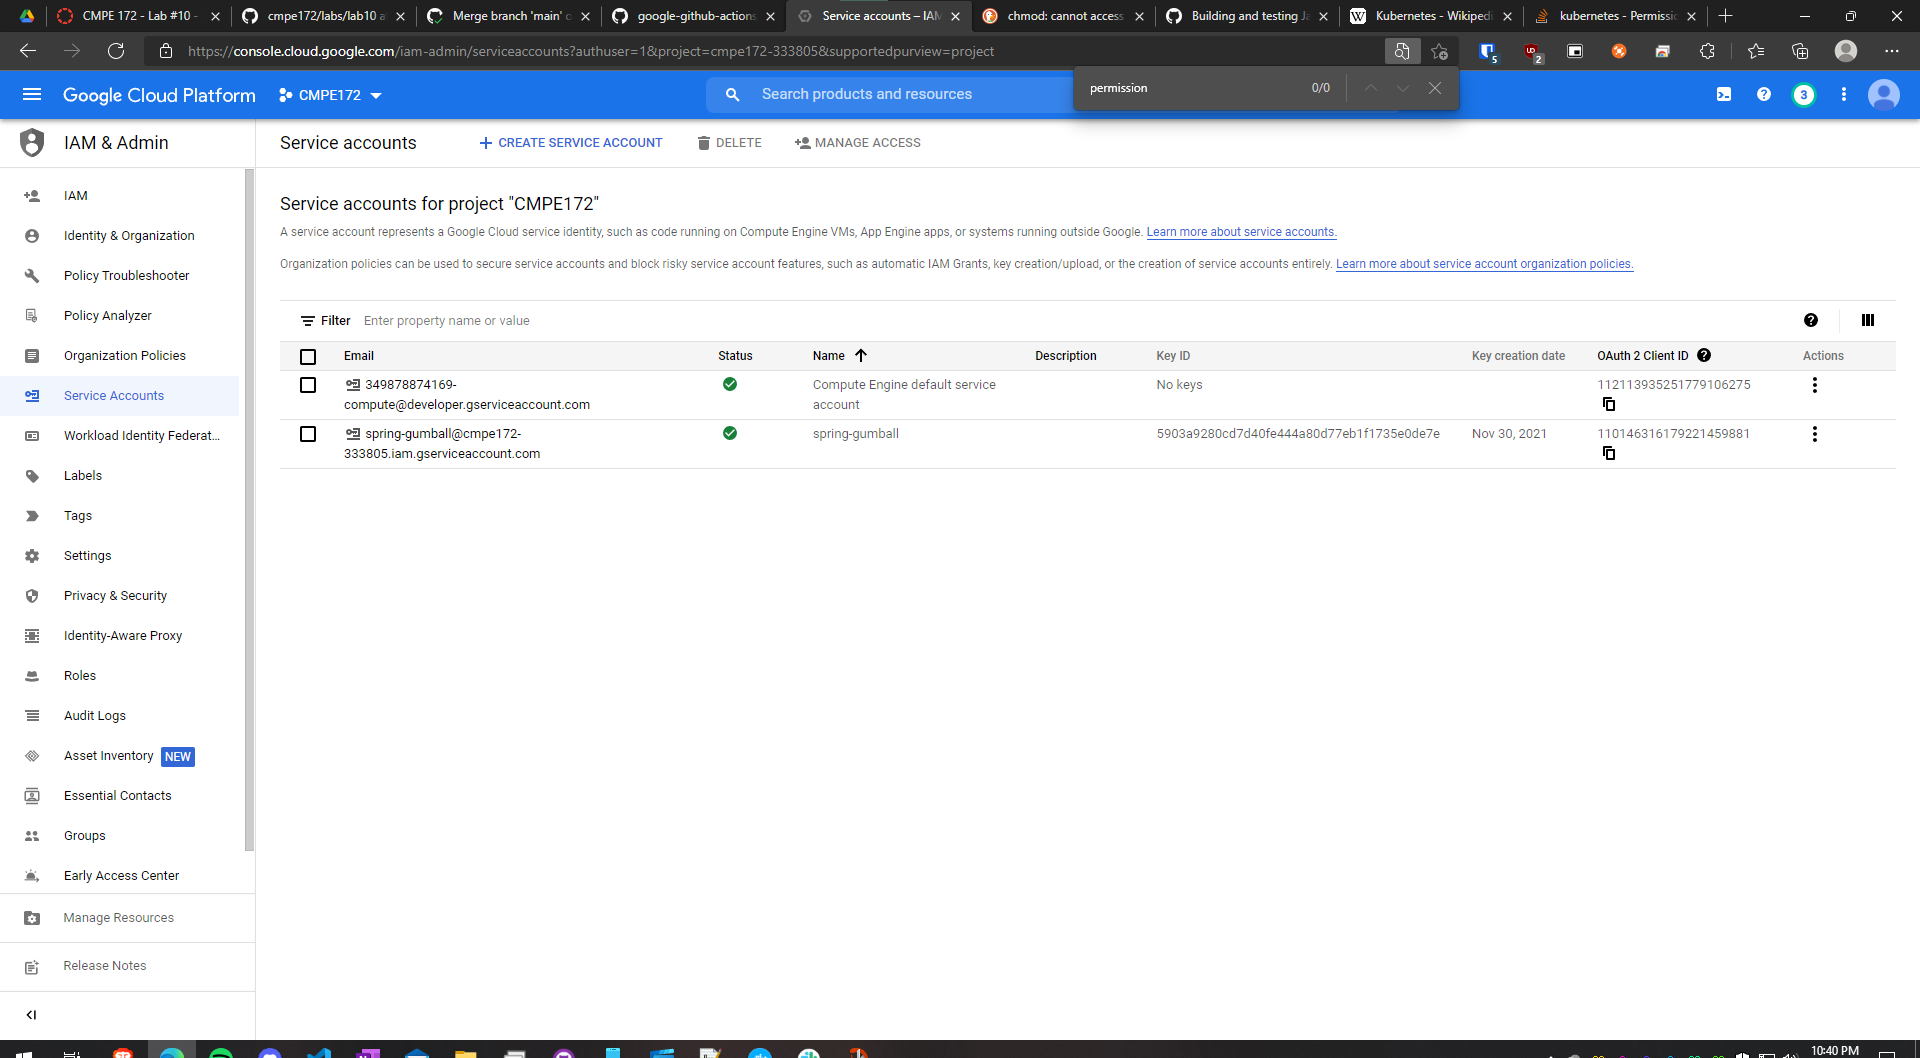 CMPE 172 - Lab #10 -
cmpe172/labs/lab10 a
Merge branch 'main' o
google-github-actions
Service accounts – IAM
chmod: cannot access
Building and testing Ja
Kubernetes - Wikipedi
kubernetes - Permissio
https://console.cloud.google.com/iam-admin/serviceaccounts?authuser=1&project=cmpe172-333805&supportedpurview=project
5
2
permission
0/0
Google Cloud Platform
CMPE172
Search products and resources
3
IAM & Admin
Service accounts
CREATE SERVICE ACCOUNT
DELETE
MANAGE ACCESS
IAM
Identity & Organization
Policy Troubleshooter
Policy Analyzer
Organization Policies
Service Accounts
Workload Identity Federat...
Labels
Tags
Settings
Privacy & Security
Identity-Aware Proxy
Roles
Audit Logs
Asset Inventory NEW
Essential Contacts
Groups
Early Access Center
Manage Resources
Release Notes
Service accounts for project "CMPE172"
A service account represents a Google Cloud service identity, such as code running on Compute Engine VMs, App Engine apps, or systems running outside Google. Learn more about service accounts.
Organization policies can be used to secure service accounts and block risky service account features, such as automatic IAM Grants, key creation/upload, or the creation of service accounts entirely. Learn more about service account organization policies.
Filter Enter property name or value
Email Status Name Description Key ID Key creation date OAuth 2 Client ID Actions
349878874169-
compute@developer.gserviceaccount.com
Compute Engine default service
account
No keys
112113935251779106275
spring-gumball@cmpe172-
333805.iam.gserviceaccount.com
spring-gumball
5903a9280cd7d40fe444a80d77eb1f1735e0de7e
Nov 30, 2021
110146316179221459881
10:40 PM